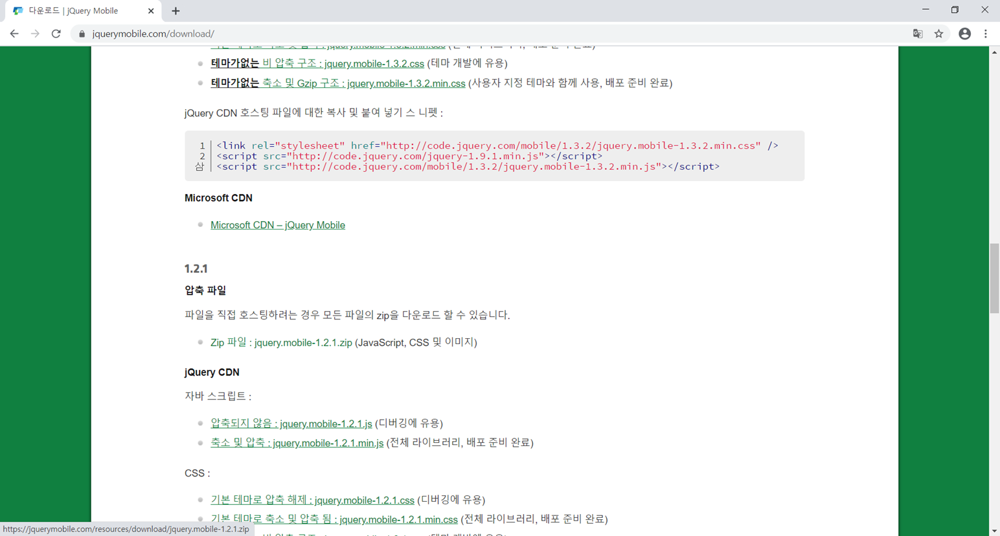 다운로드 | jQuery Mobile
jquerymobile.com/download/
테마가없는 비 압축 구조 : jquery.mobile-1.3.2.css (테마 개발에 유용)
테마가없는 축소 및 Gzip 구조 : jquery.mobile-1.3.2.min.css (사용자 지정 테마와 함께 사용, 배포 준비 완료)
jQuery CDN 호스팅 파일에 대한 복사 및 붙여 넣기 스 니펫 :
1 <link rel="stylesheet" href="http://code.jquery.com/mobile/1.3.2/jquery.mobile-1.3.2.min.css" />
2 <script src="http://code.jquery.com/jquery-1.9.1.min.js"></script>
삼 <script src="http://code.jquery.com/mobile/1.3.2/jquery.mobile-1.3.2.min.js"></script>
Microsoft CDN
Microsoft CDN – jQuery Mobile
1.2.1
압축 파일
파일을 직접 호스팅하려는 경우 모든 파일의 zip을 다운로드 할 수 있습니다.
Zip 파일 : jquery.mobile-1.2.1.zip (JavaScript, CSS 및 이미지)
jQuery CDN
자바 스크립트 :
압축되지 않음 : jquery.mobile-1.2.1.js (디버깅에 유용)
축소 및 압축 : jquery.mobile-1.2.1.min.js (전체 라이브러리, 배포 준비 완료)
CSS :
기본 테마로 압축 해제 : jquery.mobile-1.2.1.css (디버깅에 유용)
기본 테마로 축소 및 압축 됨 : jquery.mobile-1.2.1.min.css (전체 라이브러리, 배포 준비 완료)
https://jquerymobile.com/resources/download/jquery.mobile-1.2.1.zip